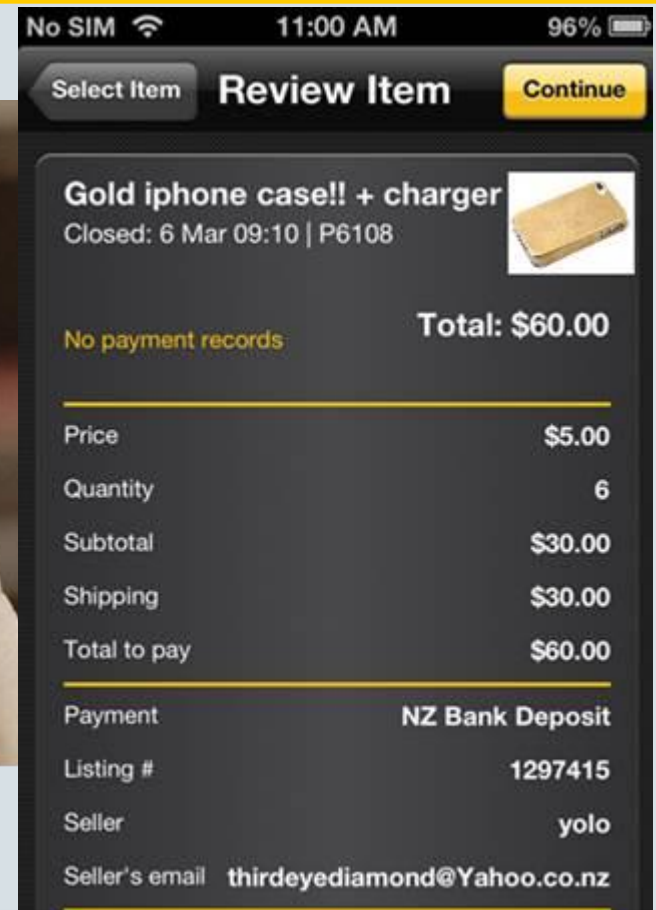 No SIM 11:00 AM 96%
Select Item Review Item Continue
Gold iphone case!! + charger
Closed: 6 Mar 09:10 | P6108
No payment records Total: $60.00
Price $5.00
Quantity 6
Subtotal $30.00
Shipping $30.00
Total to pay $60.00
Payment NZ Bank Deposit
Listing # 1297415
Seller yolo
Seller's email thirdeyediamond@Yahoo.co.nz